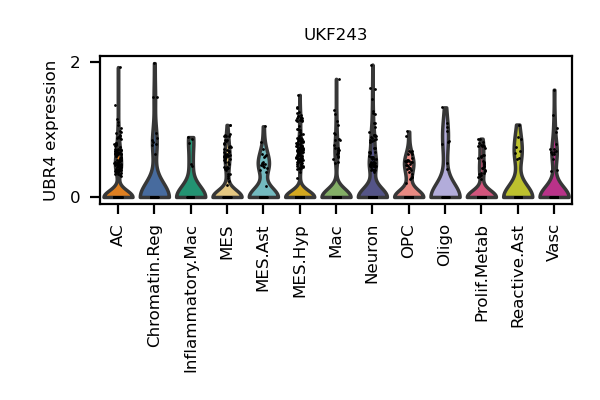 UKF243
UBR4 expression
2
0
AC
Chromatin.Reg
Inflammatory.Mac
MES
MES.Ast
MES.Hyp
Mac
Neuron
OPC
Oligo
Prolif.Metab
Reactive.Ast
Vasc